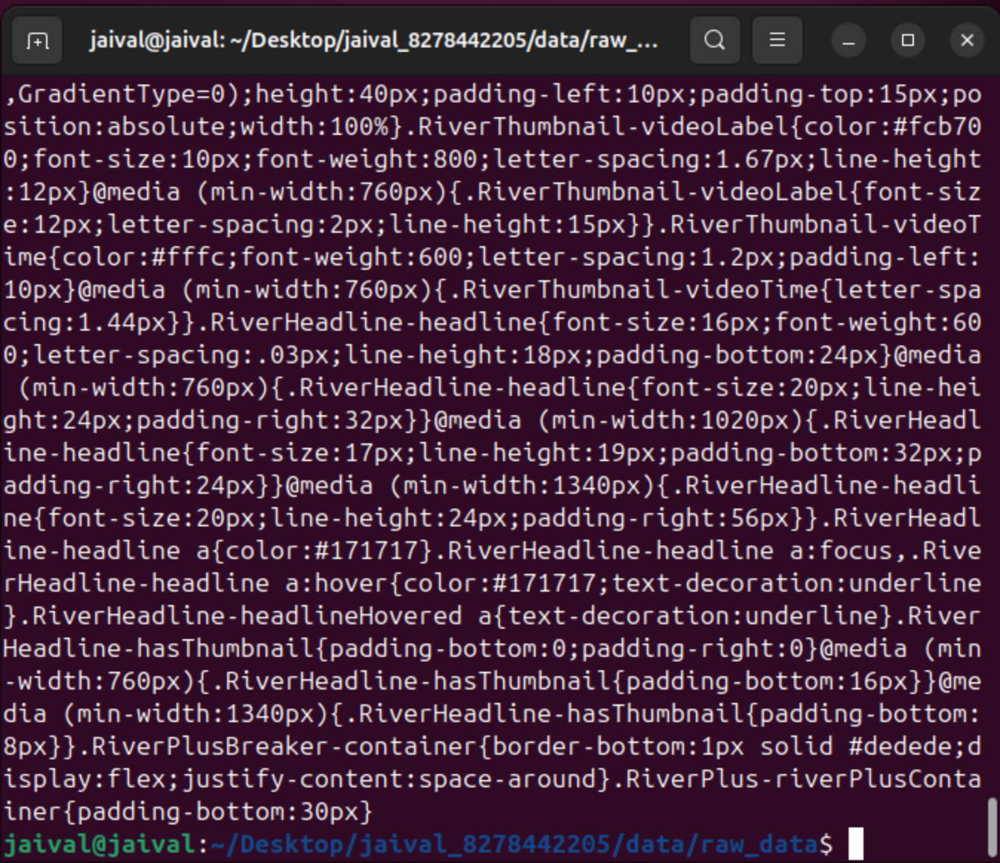 jaival@jaival: ~/Desktop/jaival_8278442205/data/raw_...
,GradientType=0);height:40px;padding-left:10px;padding-top:15px;po
sition:absolute;width:100%}.RiverThumbnail-videoLabel{color:#fcb70
0;font-size:10px;font-weight:800;letter-spacing:1.67px;line-height
:12px}@media (min-width:760px){.RiverThumbnail-videoLabel{font-siz
e:12px;letter-spacing:2px;line-height:15px}}.RiverThumbnail-videoT
ime{color:#fffc;font-weight:600;letter-spacing:1.2px;padding-left:
10px}@media (min-width:760px){.RiverThumbnail-videoTime{letter-spa
cing:1.44px}}.RiverHeadline-headline{font-size:16px;font-weight:60
0;letter-spacing:.03px;line-height:18px;padding-bottom:24px}@media
 (min-width:760px){.RiverHeadline-headline{font-size:20px;line-hei
ght:24px;padding-right:32px}}@media (min-width:1020px){.RiverHeadl
ine-headline{font-size:17px;line-height:19px;padding-bottom:32px;p
adding-right:24px}}@media (min-width:1340px){.RiverHeadline-headli
ne{font-size:20px;line-height:24px;padding-right:56px}}.RiverHeadl
ine-headline a{color:#171717}.RiverHeadline-headline a:focus,.Rive
rHeadline-headline a:hover{color:#171717;text-decoration:underline
}.RiverHeadline-headlineHovered a{text-decoration:underline}.River
Headline-hasThumbnail{padding-bottom:0;padding-right:0}@media (min
-width:760px){.RiverHeadline-hasThumbnail{padding-bottom:16px}}@me
dia (min-width:1340px){.RiverHeadline-hasThumbnail{padding-bottom:
8px}}.RiverPlusBreaker-container{border-bottom:1px solid #dedede;d
isplay:flex;justify-content:space-around}.RiverPlus-riverPlusConta
iner{padding-bottom:30px}
jaival@jaival:~/Desktop/jaival_8278442205/data/raw_data$